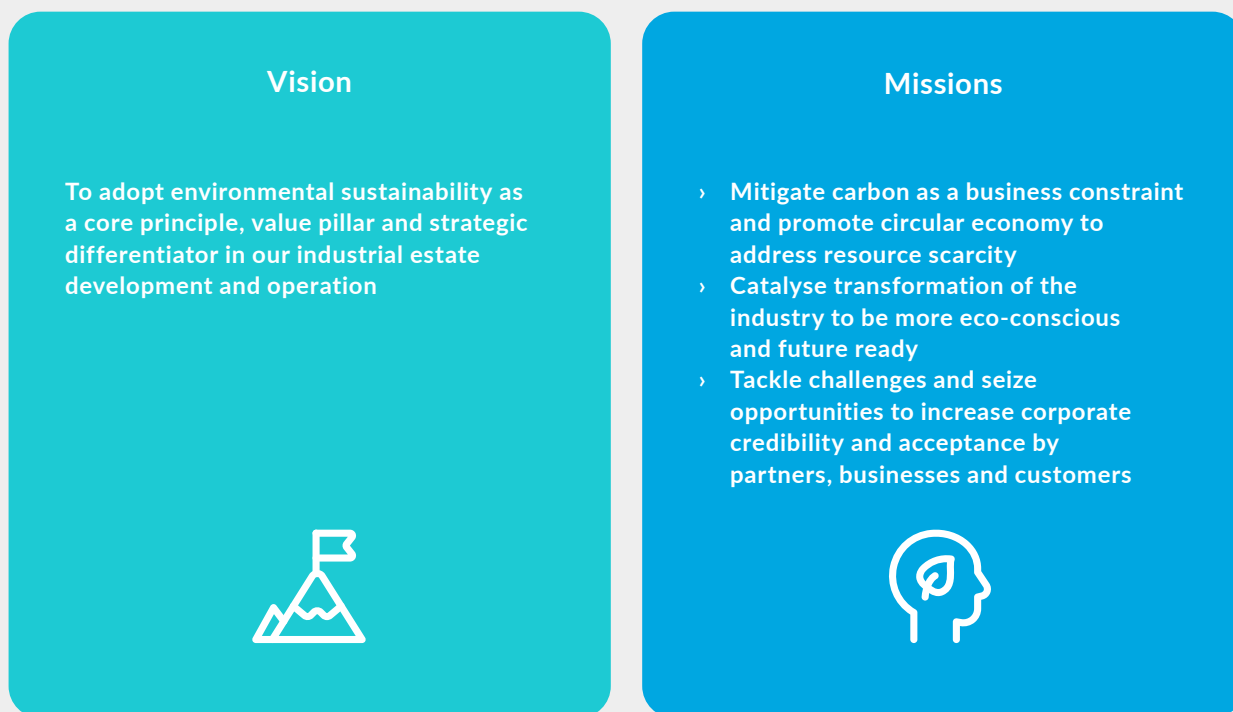 Vision
To adopt environmental sustainability as
a core principle, value pillar and strategic
differentiator in our industrial estate
development and operation
Missions
› Mitigate carbon as a business constraint
and promote circular economy to
address resource scarcity
› Catalyse transformation of the
industry to be more eco-conscious
and future ready
› Tackle challenges and seize
opportunities to increase corporate
credibility and acceptance by
partners, businesses and customers